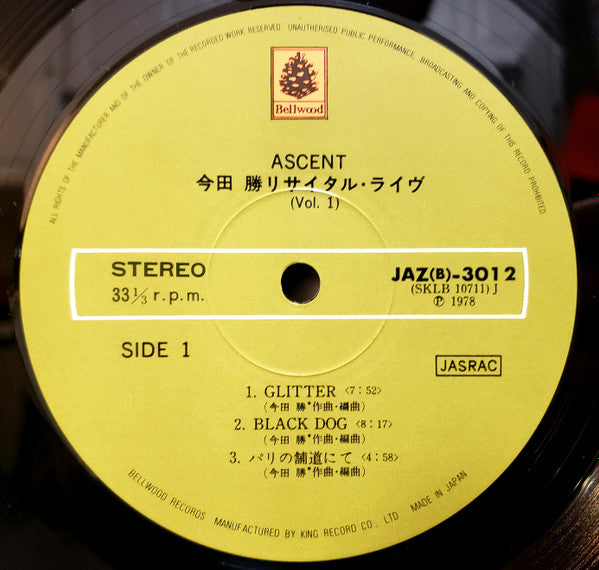 ALL RIGHTS OF THE MANUFACTURER AND OF THE OWNER OF THE RECORDED WORK RESERVED UNAUTHORISED PUBLIC PERFORMANCE, BROADCASTING AND COPYING OF THIS RECORD PROHIBITED
Bellwood
ASCENT
今田 勝リサイタル・ライヴ
(Vol. 1)
STEREO
33⅓ r.p.m.
JAZ(B)-3012
(SKLB 10711) J
Ⓟ 1978
SIDE 1
JASRAC
1. GLITTER <7:52>
(今田 勝*作曲・編曲)
2. BLACK DOG <8:17>
(今田 勝*作曲・編曲)
3. パリの舗道にて <4:58>
(今田 勝*作曲・編曲)
BELLWOOD RECORDS MANUFACTURED BY KING RECORD CO., LTD MADE IN JAPAN